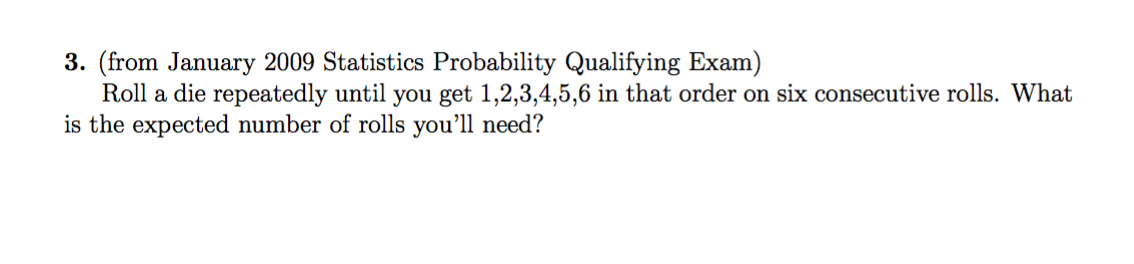 3. (from January 2009 Statistics Probability Qualifying Exam)
Roll a die repeatedly until you get 1,2,3,4,5,6 in that order on six consecutive rolls. What
is the expected number of rolls you'll need?